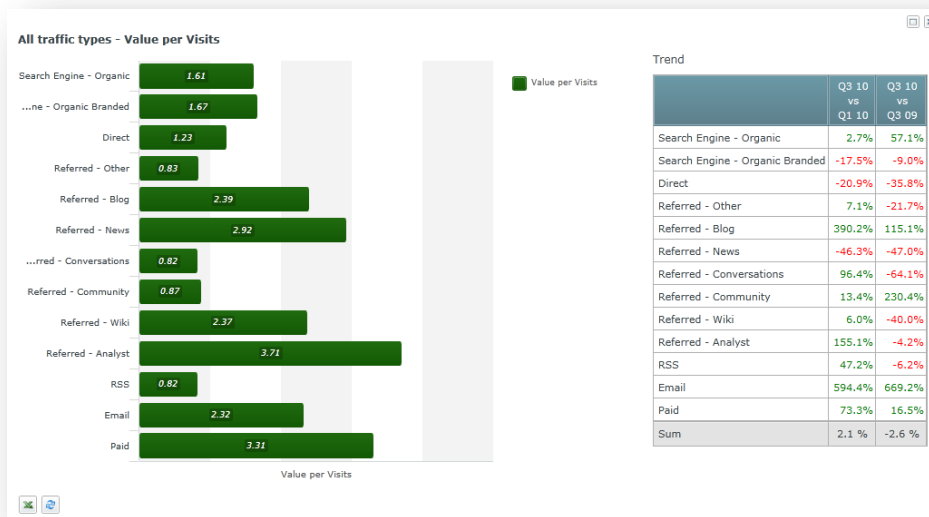 All traffic types - Value per Visits
Search Engine - Organic
1.61
...ne - Organic Branded
1.67
Direct
1.23
Referred - Other
0.83
Referred - Blog
2.39
Referred - News
2.92
...rred - Conversations
0.82
Referred - Community
0.87
Referred - Wiki
2.37
Referred - Analyst
3.71
RSS
0.82
Email
2.32
Paid
3.31
Value per Visits
Value per Visits
Trend
Q3 10 vs Q1 10
Q3 10 vs Q3 09
Search Engine - Organic 2.7% 57.1%
Search Engine - Organic Branded -17.5% -9.0%
Direct -20.9% -35.8%
Referred - Other 7.1% -21.7%
Referred - Blog 390.2% 115.1%
Referred - News -46.3% -47.0%
Referred - Conversations 96.4% -64.1%
Referred - Community 13.4% 230.4%
Referred - Wiki 6.0% -40.0%
Referred - Analyst 155.1% -4.2%
RSS 47.2% -6.2%
Email 594.4% 669.2%
Paid 73.3% 16.5%
Sum 2.1 % -2.6 %